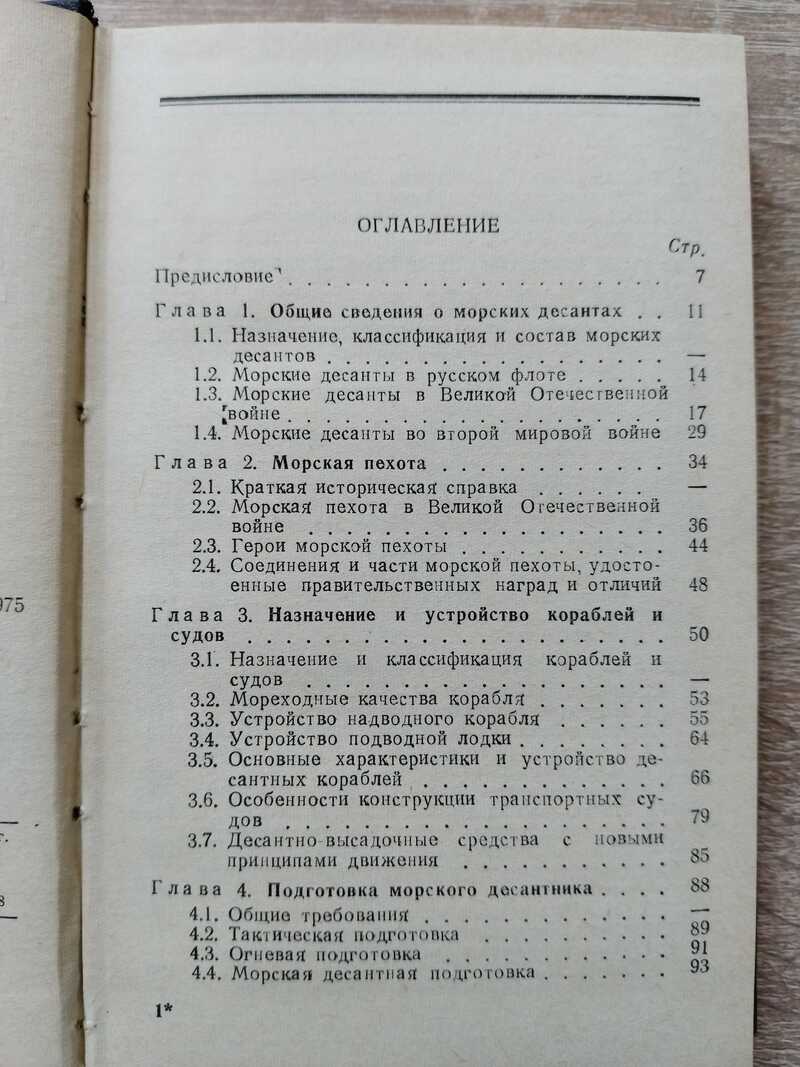 ОГЛАВЛЕНИЕ
Стр.
Предисловие . . . . . . . . . . . . . . . . . . . . 7
Глава 1. Общие сведения о морских десантах . . 11
1.1. Назначение, классификация и состав морских
десантов . . . . . . . . . . . . . . . . . . —
1.2. Морские десанты в русском флоте . . . . . 14
1.3. Морские десанты в Великой Отечественной
войне . . . . . . . . . . . . . . . . . . . . 17
1.4. Морские десанты во второй мировой войне 29
Глава 2. Морская пехота . . . . . . . . . . . . 34
2.1. Краткая историческая справка . . . . . . —
2.2. Морская пехота в Великой Отечественной
войне . . . . . . . . . . . . . . . . . . . 36
2.3. Герои морской пехоты . . . . . . . . . . . 44
2.4. Соединения и части морской пехоты, удосто-
енные правительственных наград и отличий 48
Глава 3. Назначение и устройство кораблей и
судов . . . . . . . . . . . . . . . . . . . . . . 50
3.1. Назначение и классификация кораблей и
судов . . . . . . . . . . . . . . . . . . . —
3.2. Мореходные качества корабля . . . . . . . 53
3.3. Устройство надводного корабля . . . . . . 55
3.4. Устройство подводной лодки . . . . . . . . 64
3.5. Основные характеристики и устройство де-
сантных кораблей . . . . . . . . . . . . . 66
3.6. Особенности конструкции транспортных су-
дов . . . . . . . . . . . . . . . . . . . . 79
3.7. Десантно-высадочные средства с новыми
принципами движения . . . . . . . . . . . 85
Глава 4. Подготовка морского десантника . . . . 88
4.1. Общие требования . . . . . . . . . . . . . —
4.2. Тактическая подготовка . . . . . . . . . . 89
4.3. Огневая подготовка . . . . . . . . . . . . 91
4.4. Морская десантная подготовка . . . . . . . 93
1*
975
г.
8